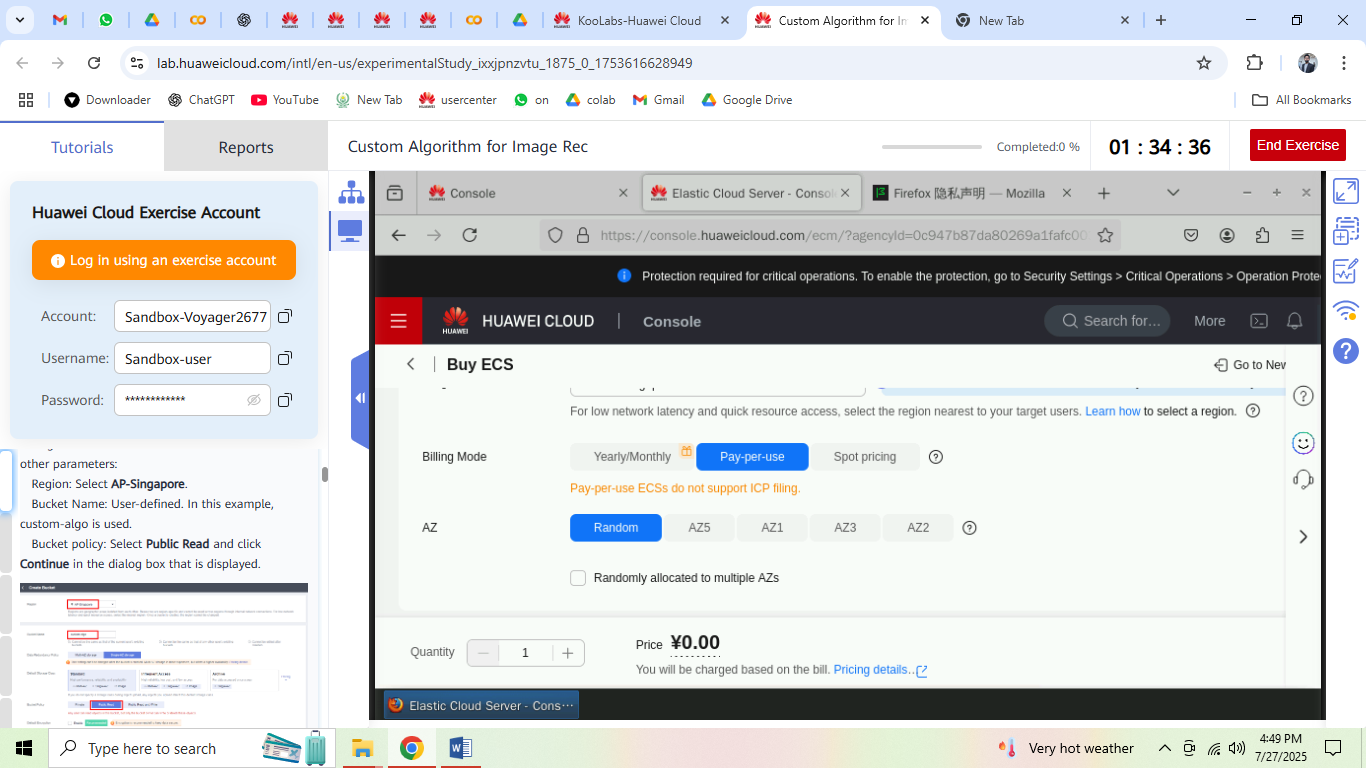 KooLabs-Huawei Cloud
Custom Algorithm for Im
New Tab
lab.huaweicloud.com/intl/en-us/experimentalStudy_ixxjpnzvtu_1875_0_1753616628949
Downloader
ChatGPT
YouTube
New Tab
usercenter
on
colab
Gmail
Google Drive
All Bookmarks
Tutorials
Reports
Custom Algorithm for Image Rec
Completed:0 %
01 : 34 : 36
End Exercise
Huawei Cloud Exercise Account
Log in using an exercise account
Account: Sandbox-Voyager2677
Username: Sandbox-user
Password: ************
other parameters:
Region: Select AP-Singapore.
Bucket Name: User-defined. In this example,
custom-algo is used.
Bucket policy: Select Public Read and click
Continue in the dialog box that is displayed.
Create Bucket
Console
Elastic Cloud Server - Consol
Firefox 隐私声明 — Mozilla
https://console.huaweicloud.com/ecm/?agencyId=0c947b87da80269a1fafc00
Protection required for critical operations. To enable the protection, go to Security Settings > Critical Operations > Operation Prote
HUAWEI
HUAWEI CLOUD
Console
Search for...
More
Buy ECS
Go to New
For low network latency and quick resource access, select the region nearest to your target users. Learn how to select a region.
Billing Mode
Yearly/Monthly
Pay-per-use
Spot pricing
Pay-per-use ECSs do not support ICP filing.
AZ
Random
AZ5
AZ1
AZ3
AZ2
Randomly allocated to multiple AZs
Quantity
1
Price ¥0.00
You will be charged based on the bill. Pricing details..
Elastic Cloud Server - Cons···
Type here to search
Very hot weather
4:49 PM
7/27/2025